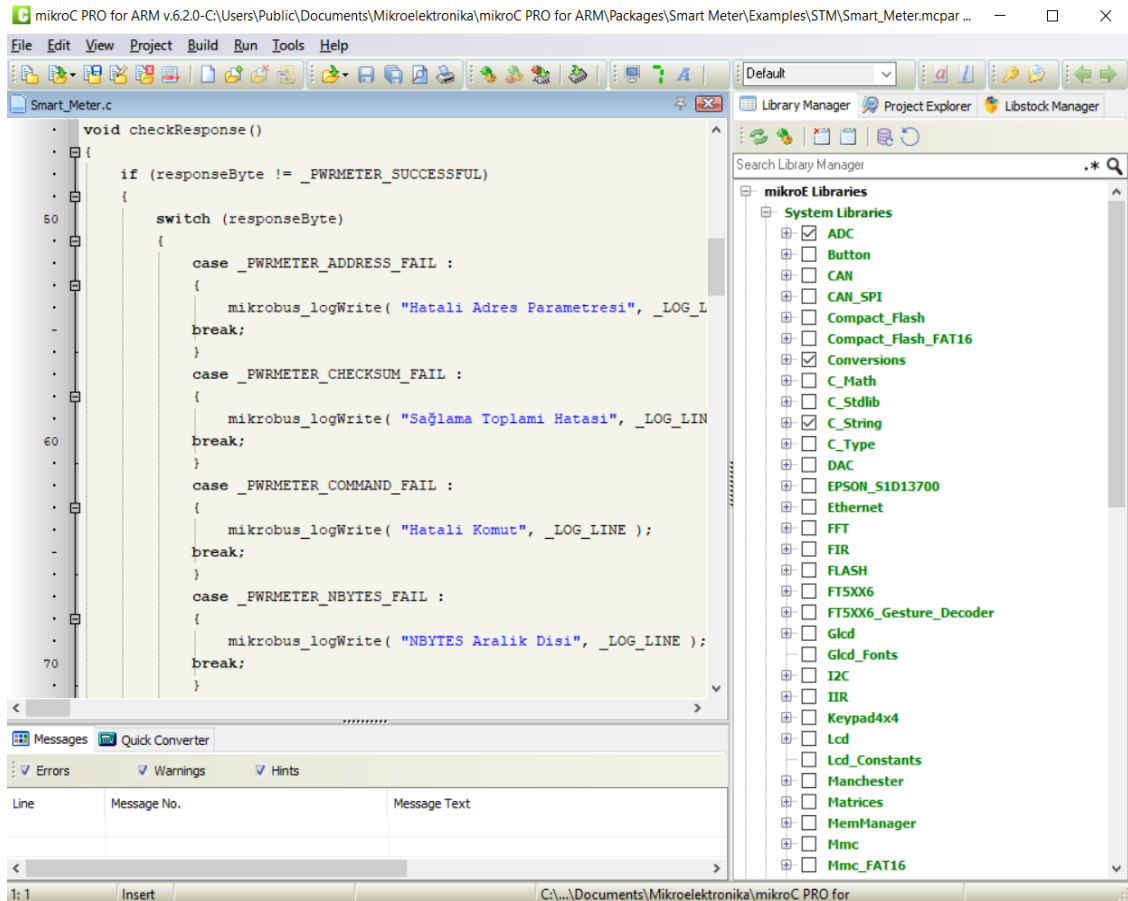 mikroC PRO for ARM v.6.2.0-C:\Users\Public\Documents\Mikroelektronika\mikroC PRO for ARM\Packages\Smart Meter\Examples\STM\Smart_Meter.mcpar ...
File Edit View Project Build Run Tools Help
Default
Smart_Meter.c
void checkResponse()
{
if (responseByte != _PWRMETER_SUCCESSFUL)
{
50 switch (responseByte)
{
case _PWRMETER_ADDRESS_FAIL :
{
mikrobus_logWrite( "Hatali Adres Parametresi", _LOG_L
break;
}
case _PWRMETER_CHECKSUM_FAIL :
{
mikrobus_logWrite( "Sağlama Toplami Hatasi", _LOG_LIN
60 break;
}
case _PWRMETER_COMMAND_FAIL :
{
mikrobus_logWrite( "Hatali Komut", _LOG_LINE );
break;
}
case _PWRMETER_NBYTES_FAIL :
{
mikrobus_logWrite( "NBYTES Aralik Disi", _LOG_LINE );
70 break;
}
Messages Quick Converter
Errors Warnings Hints
Line Message No. Message Text
Library Manager Project Explorer Libstock Manager
Search Library Manager .*
mikroE Libraries
System Libraries
ADC
Button
CAN
CAN_SPI
Compact_Flash
Compact_Flash_FAT16
Conversions
C_Math
C_Stdlib
C_String
C_Type
DAC
EPSON_S1D13700
Ethernet
FFT
FIR
FLASH
FT5XX6
FT5XX6_Gesture_Decoder
Glcd
Glcd_Fonts
I2C
IIR
Keypad4x4
Lcd
Lcd_Constants
Manchester
Matrices
MemManager
Mmc
Mmc_FAT16
1: 1 Insert C:\...\Documents\Mikroelektronika\mikroC PRO for